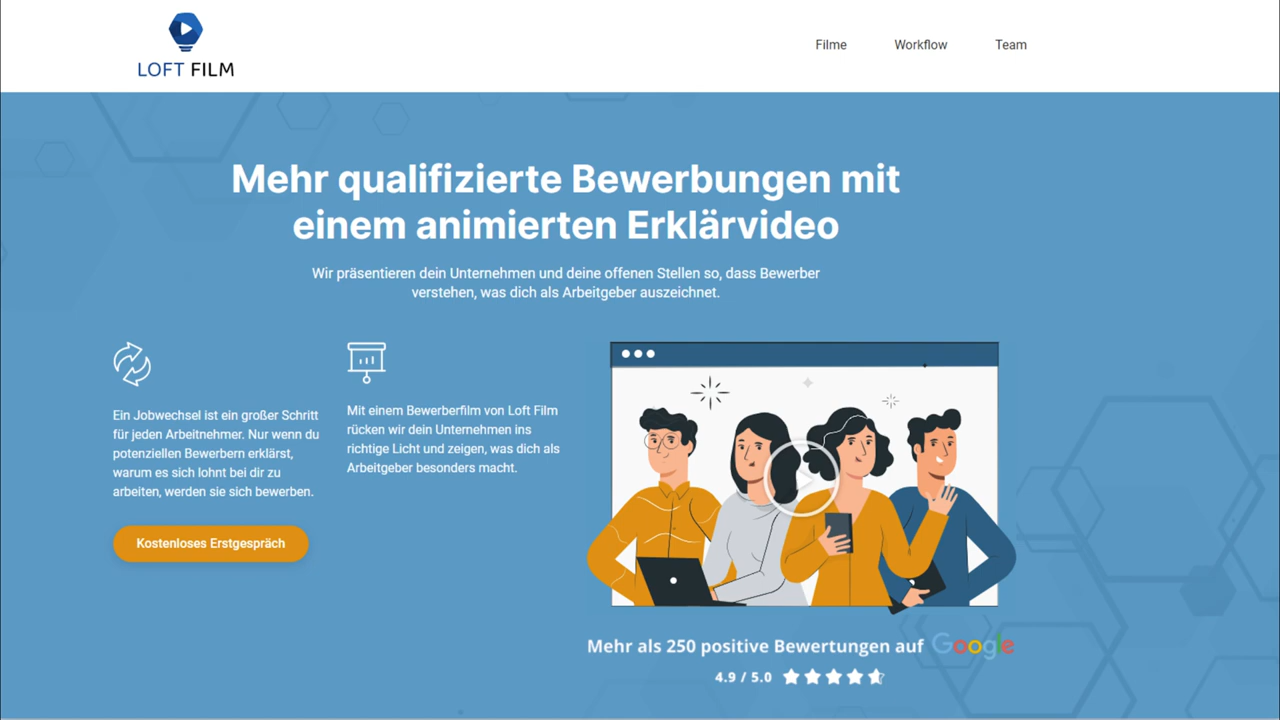 LOFT FILM
Filme
Workflow
Team
Mehr qualifizierte Bewerbungen mit
einem animierten Erklärvideo
Wir präsentieren dein Unternehmen und deine offenen Stellen so, dass Bewerber
verstehen, was dich als Arbeitgeber auszeichnet.
Ein Jobwechsel ist ein großer Schritt
für jeden Arbeitnehmer. Nur wenn du
potenziellen Bewerbern erklärst,
warum es sich lohnt bei dir zu
arbeiten, werden sie sich bewerben.
Kostenloses Erstgespräch
Mit einem Bewerberfilm von Loft Film
rücken wir dein Unternehmen ins
richtige Licht und zeigen, was dich als
Arbeitgeber besonders macht.
Mehr als 250 positive Bewertungen auf Google
4.9 / 5.0